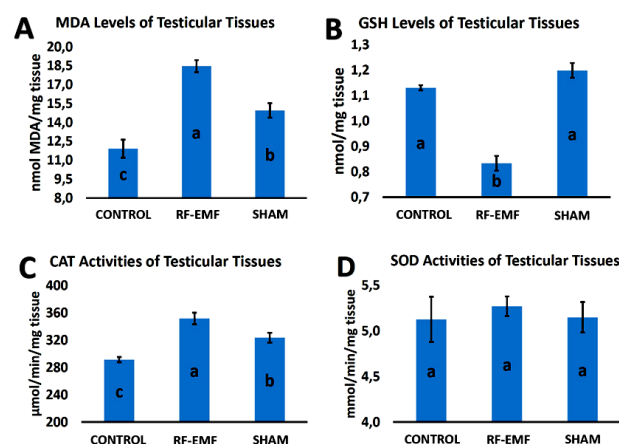 A MDA Levels of Testicular Tissues
nmol MDA/mg tissue
20,0
18,5
17,0
15,5
14,0
12,5
11,0
9,5
8,0
c
a
b
CONTROL RF-EMF SHAM
B GSH Levels of Testicular Tissues
nmol/mg tissue
1,3
1,2
1,1
1,0
0,9
0,8
0,7
a
b
a
CONTROL RF-EMF SHAM
C CAT Activities of Testicular Tissues
µmol/min/mg tissue
400
360
320
280
240
200
c
a
b
CONTROL RF-EMF SHAM
D SOD Activities of Testicular Tissues
mmol/min/mg tissue
5,5
5,0
4,5
4,0
a
a
a
CONTROL RF-EMF SHAM